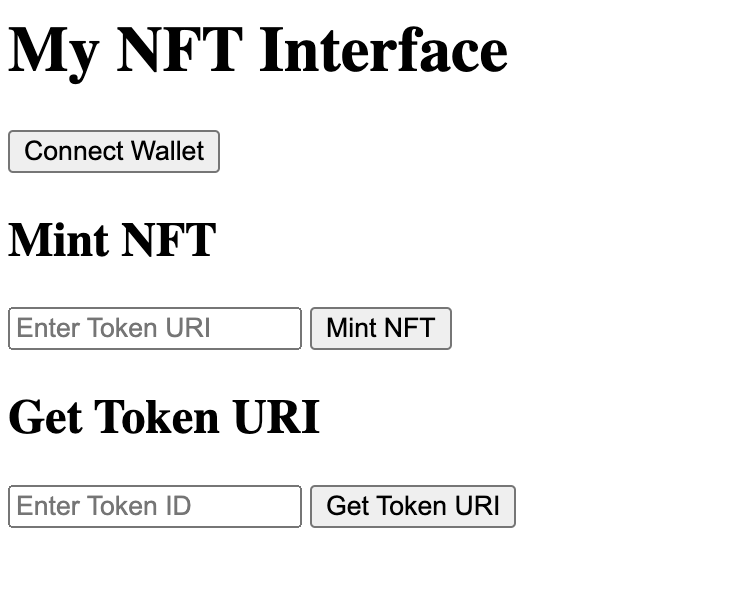 My NFT Interface
Connect Wallet
Mint NFT
Enter Token URI Mint NFT
Get Token URI
Enter Token ID Get Token URI